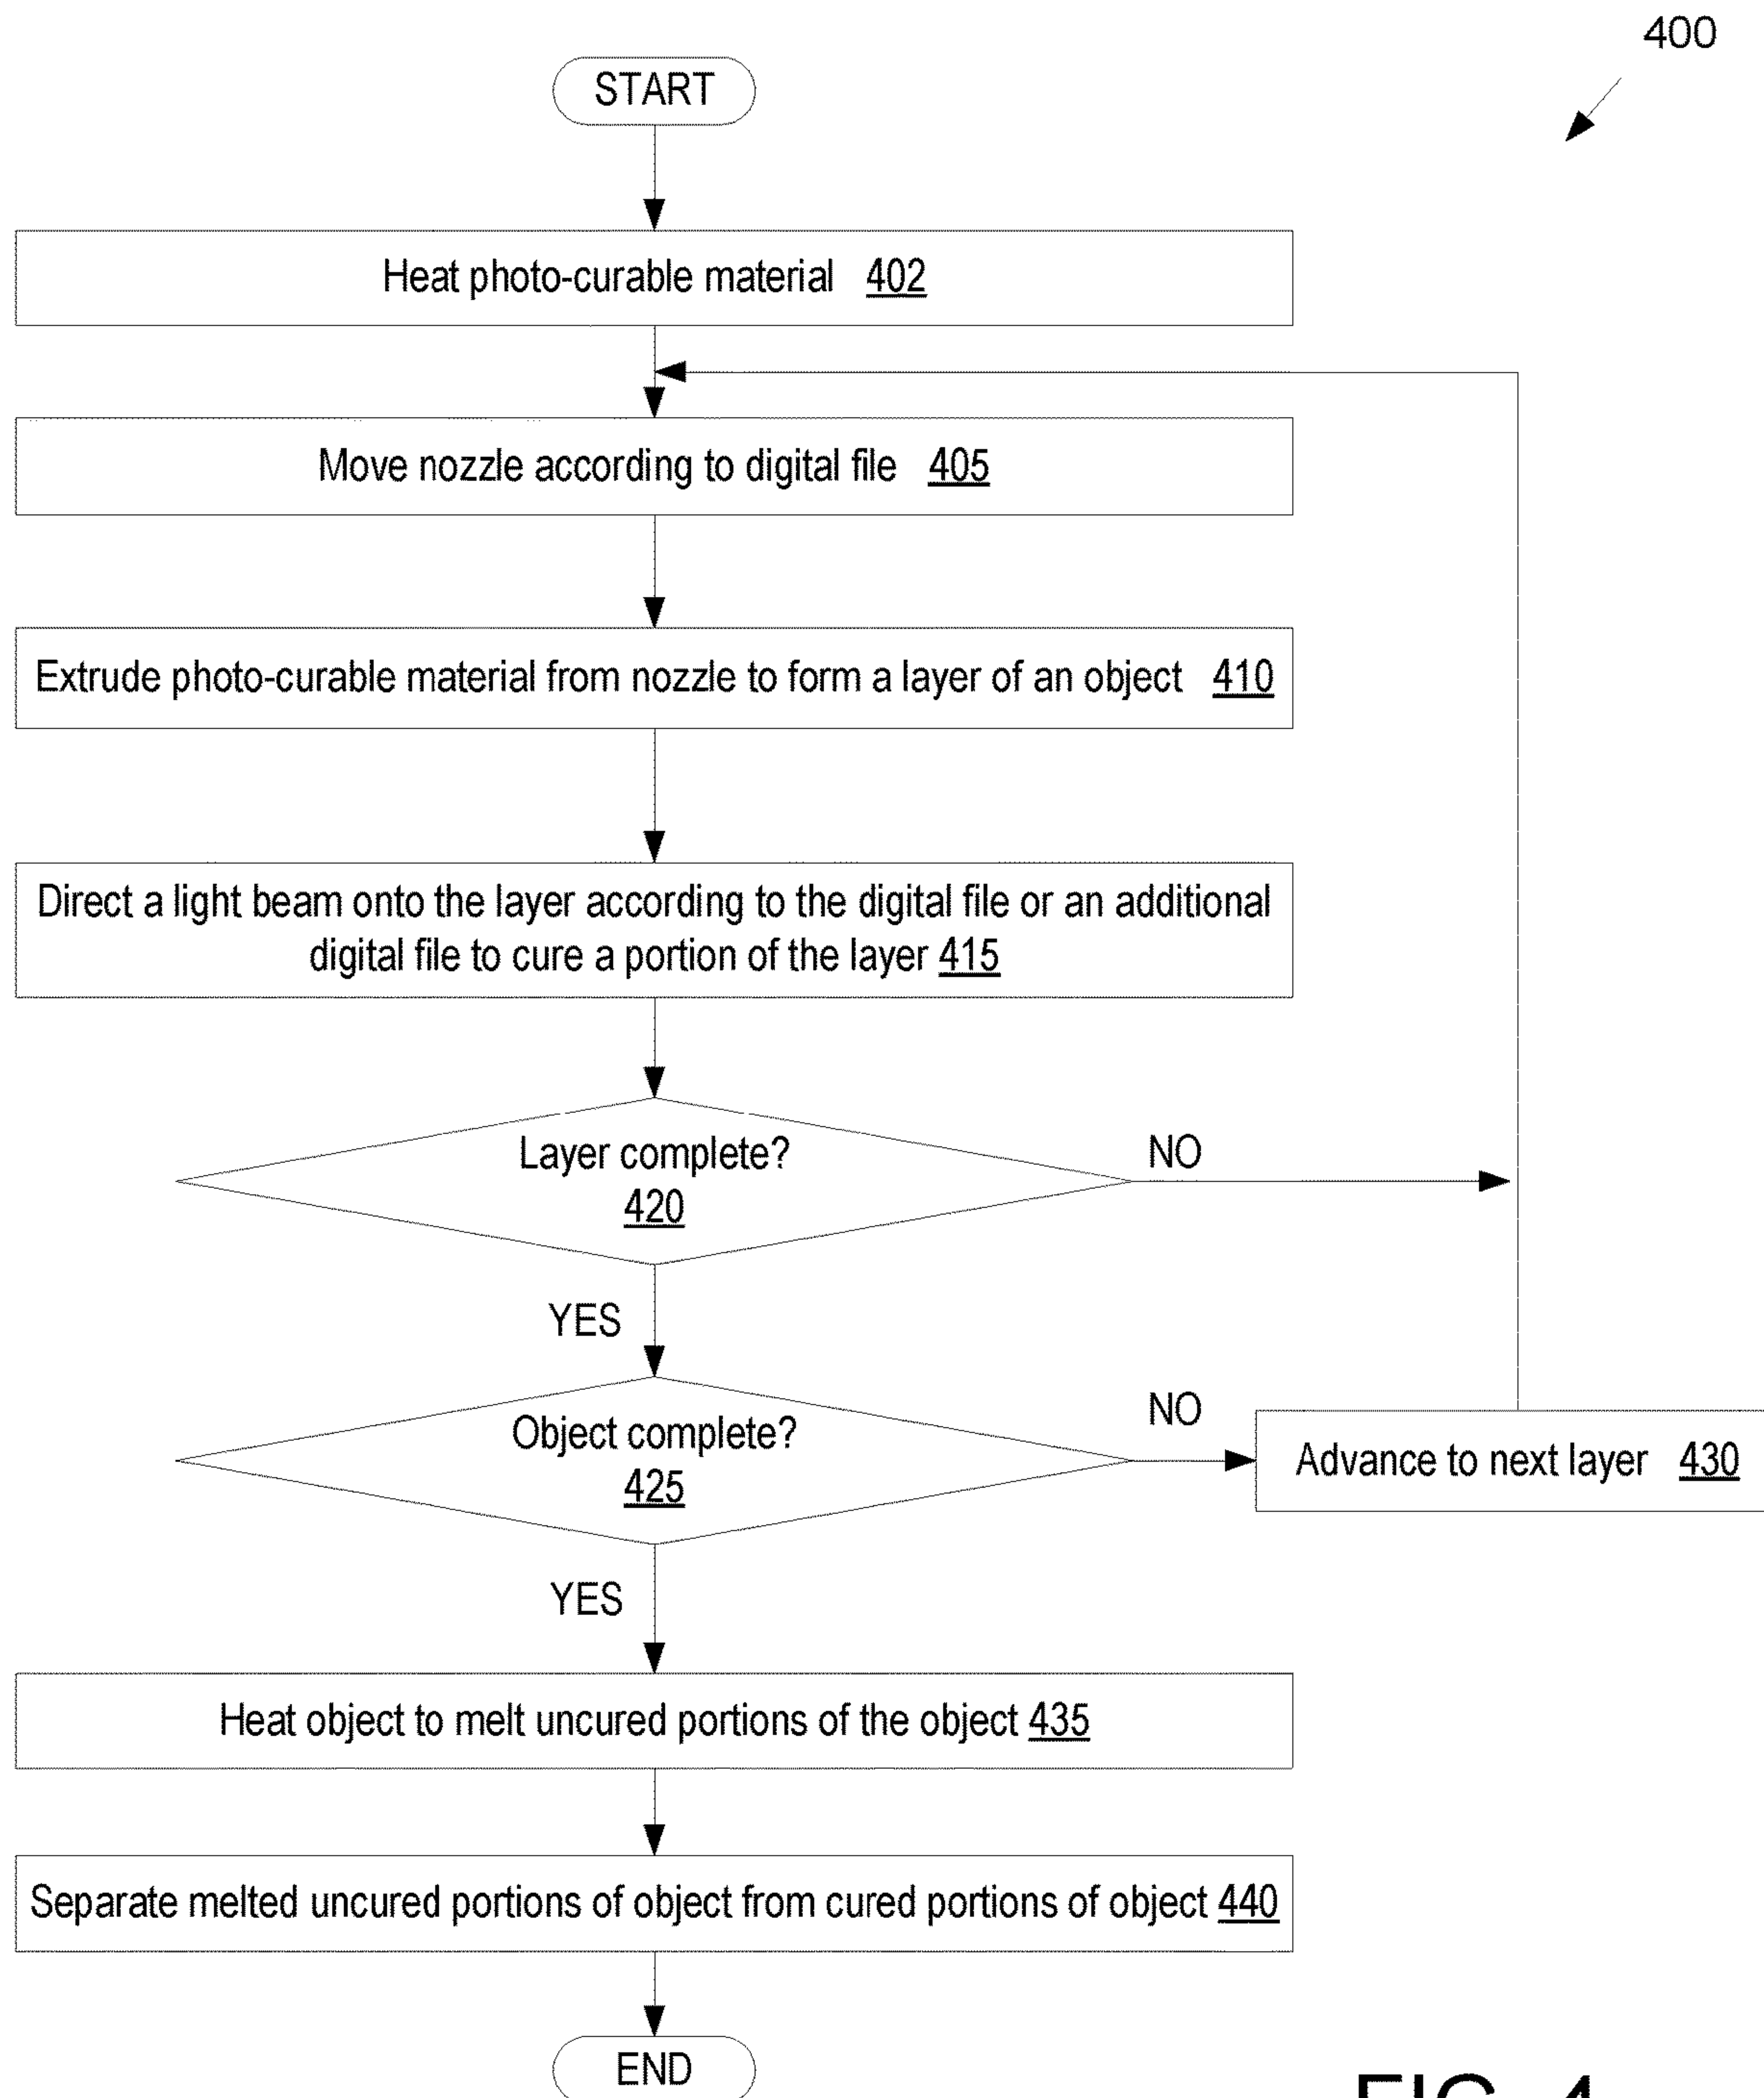 400
START
Heat photo-curable material 402
Move nozzle according to digital file 405
Extrude photo-curable material from nozzle to form a layer of an object 410
Direct a light beam onto the layer according to the digital file or an additional
digital file to cure a portion of the layer 415
Layer complete?
420
NO
YES
Object complete?
425
NO
Advance to next layer 430
YES
Heat object to melt uncured portions of the object 435
Separate melted uncured portions of object from cured portions of object 440
END
FIG. 4